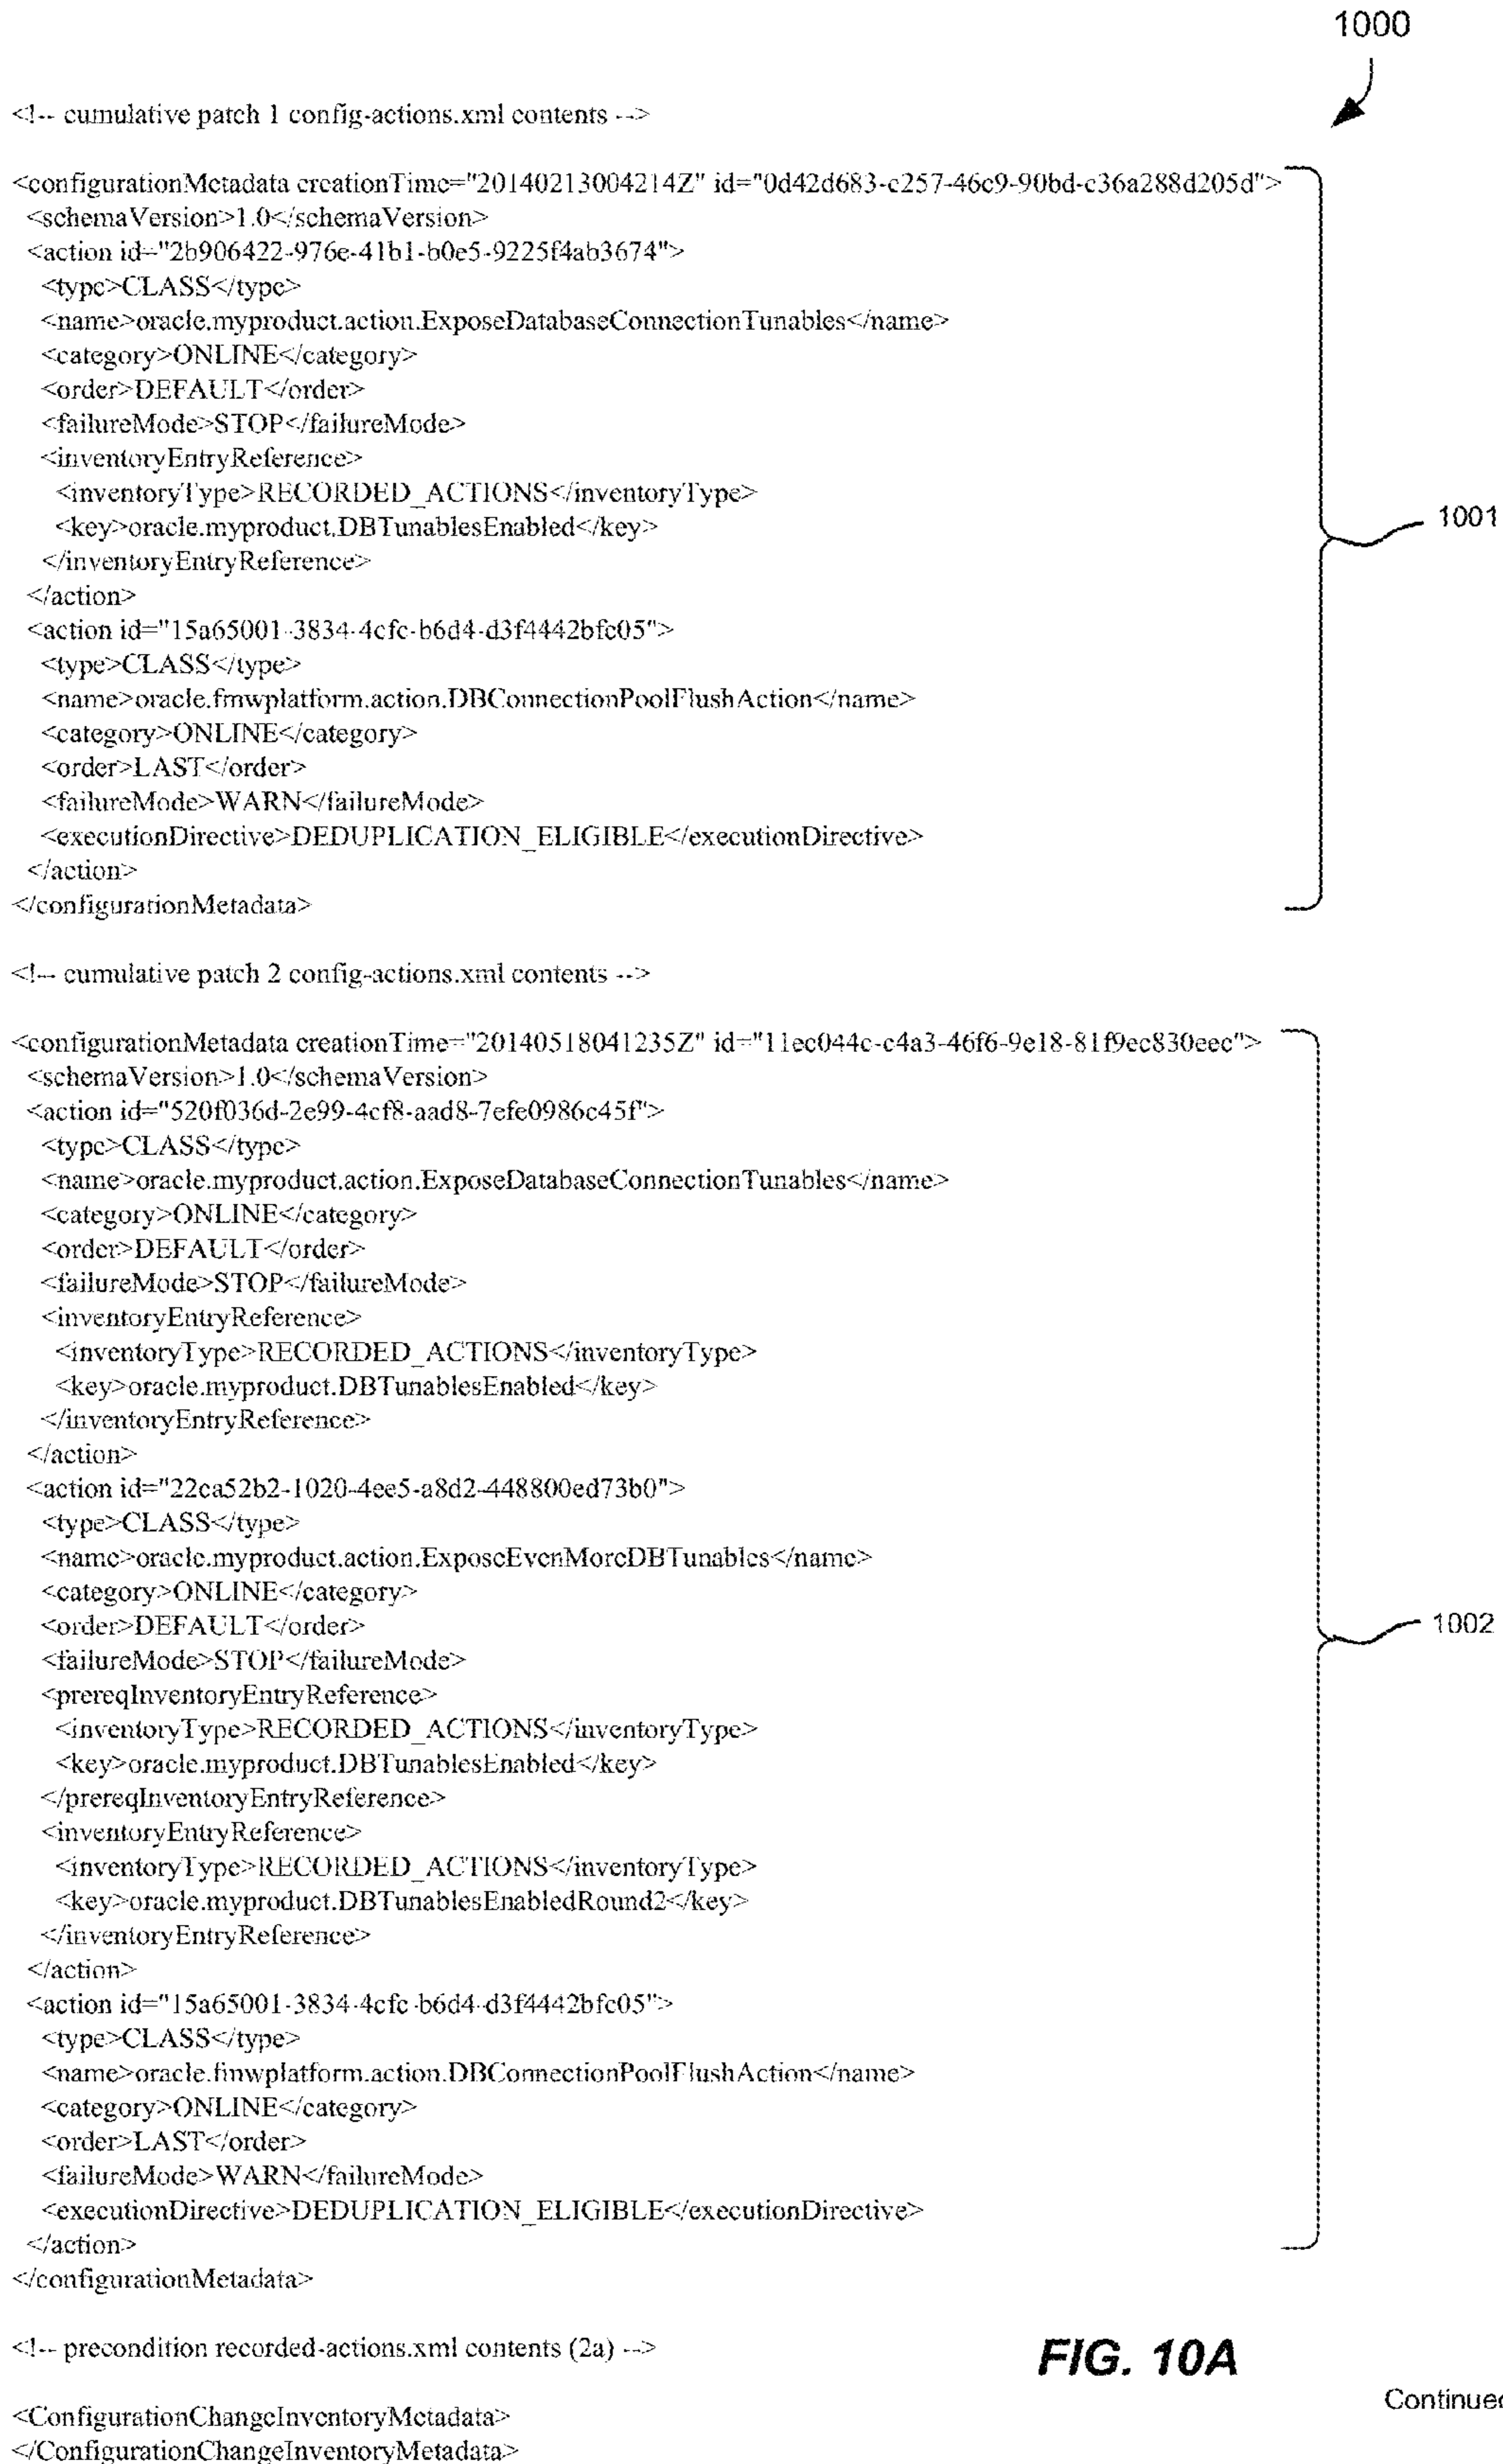 1000
<!-- cumulative patch 1 config-actions.xml contents -->
<configurationMetadata creationTime="20140213004214Z" id="0d42d683-c257-46c9-90bd-c36a288d205d">
<schemaVersion>1.0</schemaVersion>
<action id="2b906422-976e-41b1-b0e5-9225f4ab3674">
<type>CLASS</type>
<name>oracle.myproduct.action.ExposeDatabaseConnectionTunables</name>
<category>ONLINE</category>
<order>DEFAULT</order>
<failureMode>STOP</failureMode>
<inventoryEntryReference>
<inventoryType>RECORDED_ACTIONS</inventoryType>
<key>oracle.myproduct.DBTunablesEnabled</key>
</inventoryEntryReference>
</action>
<action id="15a65001-3834-4cfc-b6d4-d3f4442bfc05">
<type>CLASS</type>
<name>oracle.fmwplatform.action.DBConnectionPoolFlushAction</name>
<category>ONLINE</category>
<order>LAST</order>
<failureMode>WARN</failureMode>
<executionDirective>DEDUPLICATION_ELIGIBLE</executionDirective>
</action>
</configurationMetadata>
1001
<!-- cumulative patch 2 config-actions.xml contents -->
<configurationMetadata creationTime="20140518041235Z" id="11ec044c-c4a3-46f6-9e18-81f9ec830eec">
<schemaVersion>1.0</schemaVersion>
<action id="520f036d-2e99-4cf8-aad8-7efe0986c45f">
<type>CLASS</type>
<name>oracle.myproduct.action.ExposeDatabaseConnectionTunables</name>
<category>ONLINE</category>
<order>DEFAULT</order>
<failureMode>STOP</failureMode>
<inventoryEntryReference>
<inventoryType>RECORDED_ACTIONS</inventoryType>
<key>oracle.myproduct.DBTunablesEnabled</key>
</inventoryEntryReference>
</action>
<action id="22ca52b2-1020-4ee5-a8d2-448800ed73b0">
<type>CLASS</type>
<name>oracle.myproduct.action.ExposeEvenMoreDBTunables</name>
<category>ONLINE</category>
<order>DEFAULT</order>
<failureMode>STOP</failureMode>
<prereqInventoryEntryReference>
<inventoryType>RECORDED_ACTIONS</inventoryType>
<key>oracle.myproduct.DBTunablesEnabled</key>
</prereqInventoryEntryReference>
<inventoryEntryReference>
<inventoryType>RECORDED_ACTIONS</inventoryType>
<key>oracle.myproduct.DBTunablesEnabledRound2</key>
</inventoryEntryReference>
</action>
<action id="15a65001-3834-4cfc-b6d4-d3f4442bfc05">
<type>CLASS</type>
<name>oracle.fmwplatform.action.DBConnectionPoolFlushAction</name>
<category>ONLINE</category>
<order>LAST</order>
<failureMode>WARN</failureMode>
<executionDirective>DEDUPLICATION_ELIGIBLE</executionDirective>
</action>
</configurationMetadata>
1002
<!-- precondition recorded-actions.xml contents (2a) -->
FIG. 10A
Continued
<ConfigurationChangeInventoryMetadata>
</ConfigurationChangeInventoryMetadata>